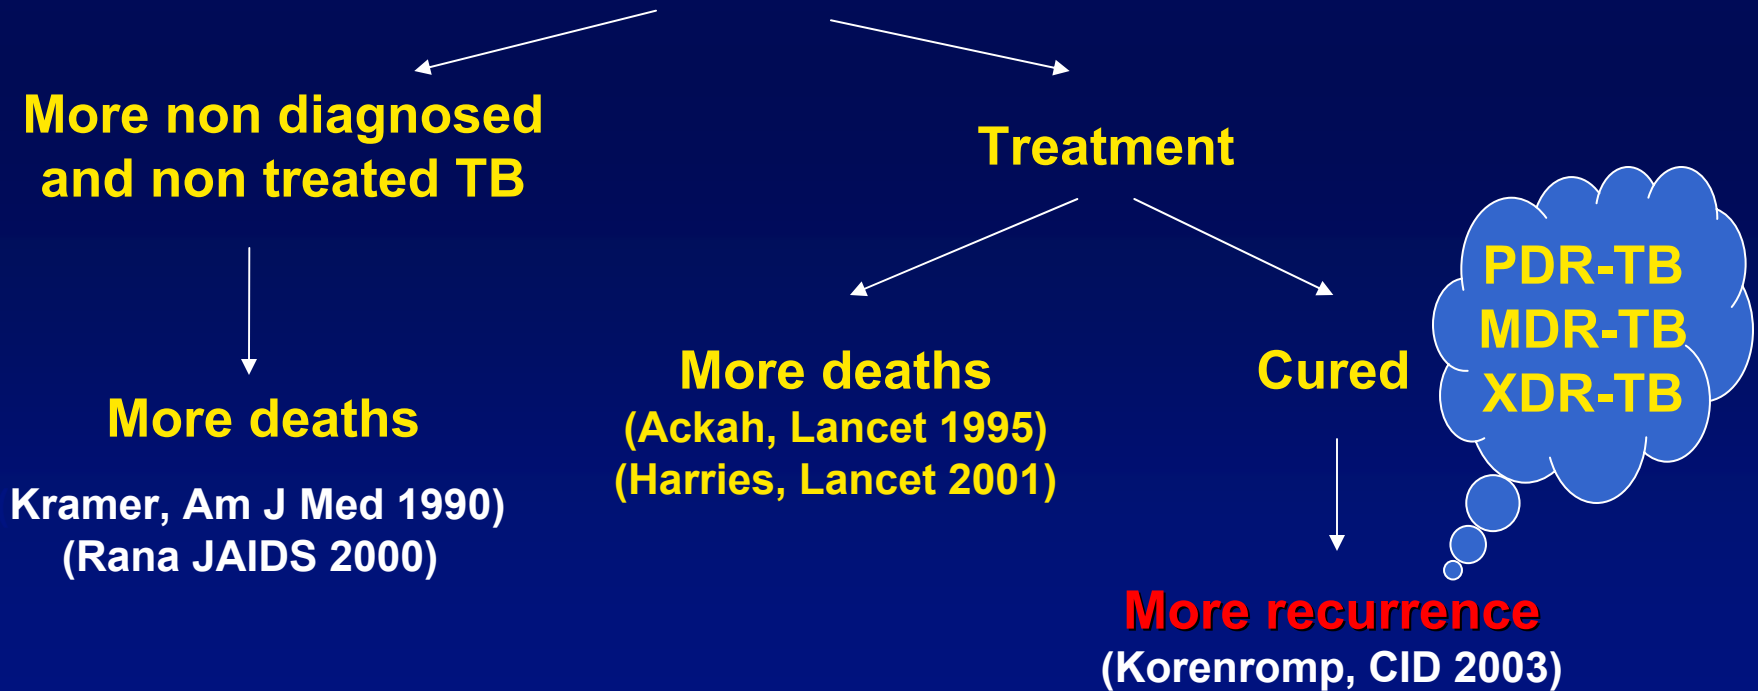 More non diagnosed
and non treated TB
More deaths
Kramer, Am J Med 1990)
(Rana JAIDS 2000)
Treatment
More deaths
(Ackah, Lancet 1995)
(Harries, Lancet 2001)
Cured
More recurrence
(Korenromp, CID 2003)
PDR-TB
MDR-TB
XDR-TB